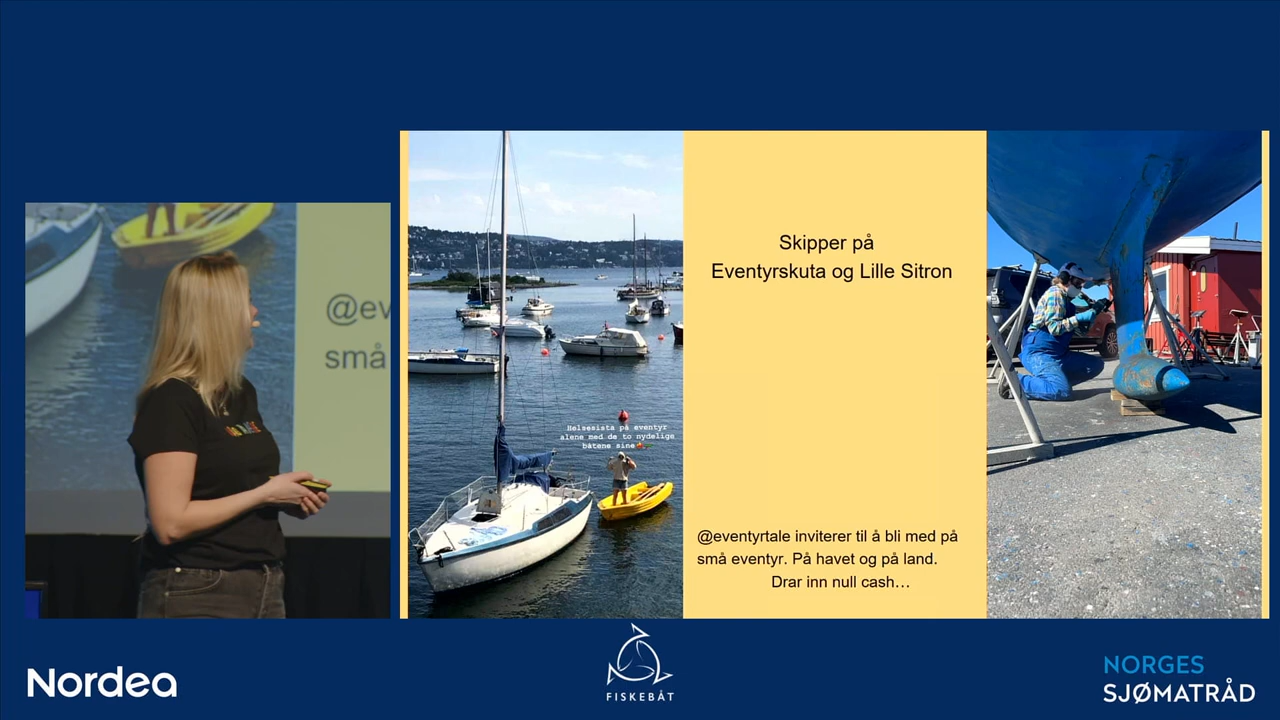 @ev
små
Helsesista på eventyr
alene med de to nydelige
båtene sine
Skipper på
Eventyrskuta og Lille Sitron
@eventyrtale inviterer til å bli med på
små eventyr. På havet og på land.
Drar inn null cash…
Nordea
FISKEBÅT
NORGES
SJØMATRÅD